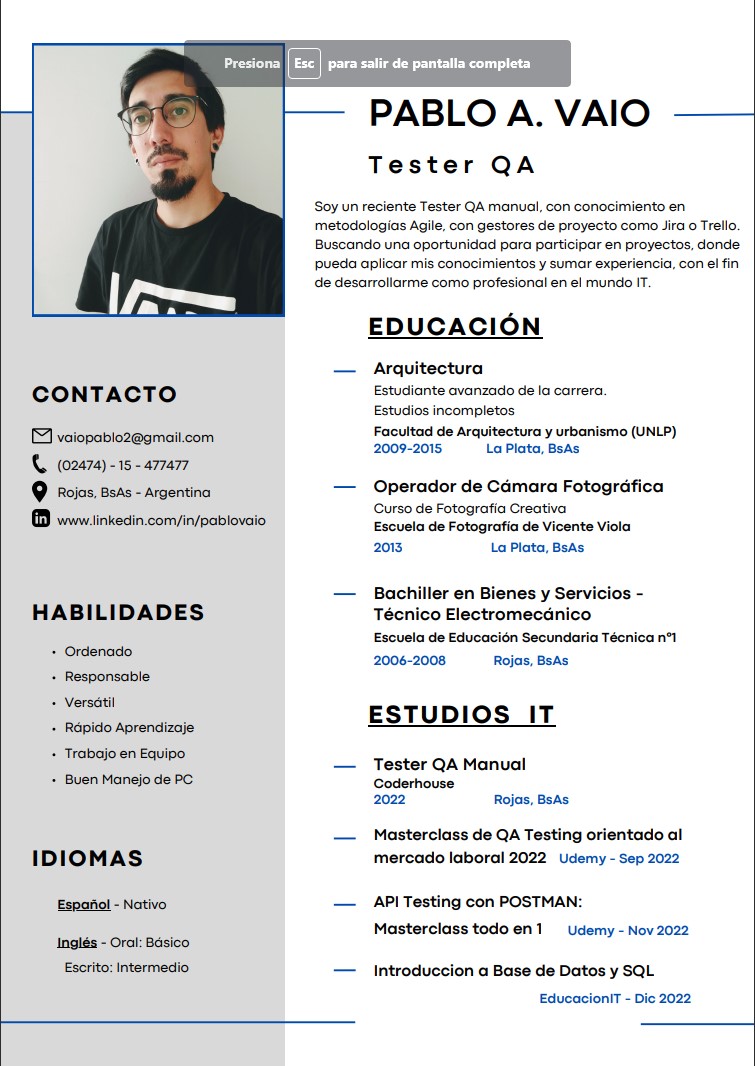 Presiona Esc para salir de pantalla completa
PABLO A. VAIO
Tester QA
Soy un reciente Tester QA manual, con conocimiento en
metodologías Agile, con gestores de proyecto como Jira o Trello.
Buscando una oportunidad para participar en proyectos, donde
pueda aplicar mis conocimientos y sumar experiencia, con el fin
de desarrollarme como profesional en el mundo IT.
CONTACTO
vaiopablo2@gmail.com
(02474) - 15 - 477477
Rojas, BsAs - Argentina
in www.linkedin.com/in/pablovaio
HABILIDADES
• Ordenado
• Responsable
• Versátil
• Rápido Aprendizaje
• Trabajo en Equipo
• Buen Manejo de PC
IDIOMAS
Español - Nativo
Inglés - Oral: Básico
Escrito: Intermedio
EDUCACIÓN
Arquitectura
Estudiante avanzado de la carrera.
Estudios incompletos
Facultad de Arquitectura y urbanismo (UNLP)
2009-2015 La Plata, BsAs
Operador de Cámara Fotográfica
Curso de Fotografía Creativa
Escuela de Fotografía de Vicente Viola
2013 La Plata, BsAs
Bachiller en Bienes y Servicios -
Técnico Electromecánico
Escuela de Educación Secundaria Técnica n°1
2006-2008 Rojas, BsAs
ESTUDIOS IT
Tester QA Manual
Coderhouse
2022 Rojas, BsAs
Masterclass de QA Testing orientado al
mercado laboral 2022 Udemy - Sep 2022
API Testing con POSTMAN:
Masterclass todo en 1 Udemy - Nov 2022
Introduccion a Base de Datos y SQL
EducacionIT - Dic 2022